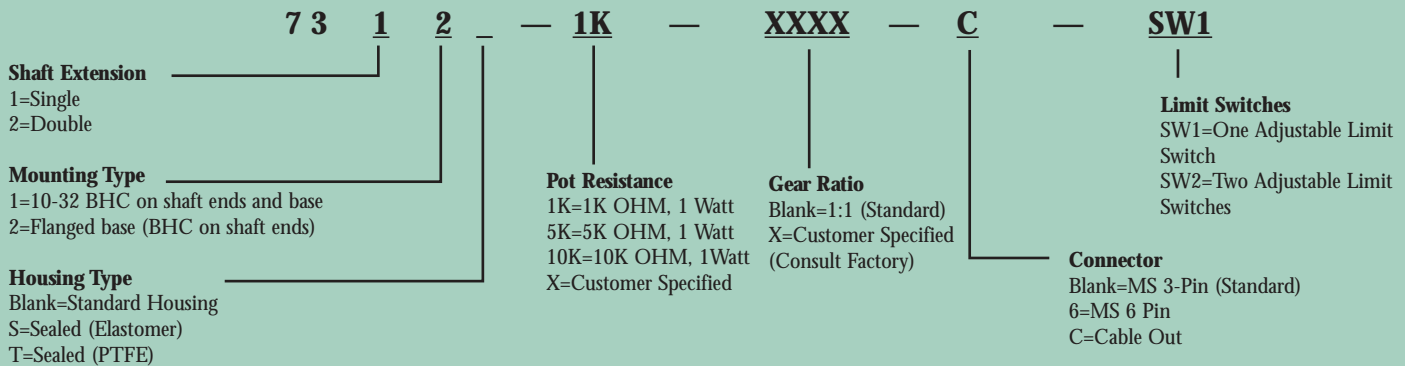 7 3 1 2 _ — 1K — XXXX — C — SW1
Shaft Extension
1=Single
2=Double
Mounting Type
1=10-32 BHC on shaft ends and base
2=Flanged base (BHC on shaft ends)
Housing Type
Blank=Standard Housing
S=Sealed (Elastomer)
T=Sealed (PTFE)
Pot Resistance
1K=1K OHM, 1 Watt
5K=5K OHM, 1 Watt
10K=10K OHM, 1Watt
X=Customer Specified
Gear Ratio
Blank=1:1 (Standard)
X=Customer Specified
(Consult Factory)
Connector
Blank=MS 3-Pin (Standard)
6=MS 6 Pin
C=Cable Out
Limit Switches
SW1=One Adjustable Limit
Switch
SW2=Two Adjustable Limit
Switches